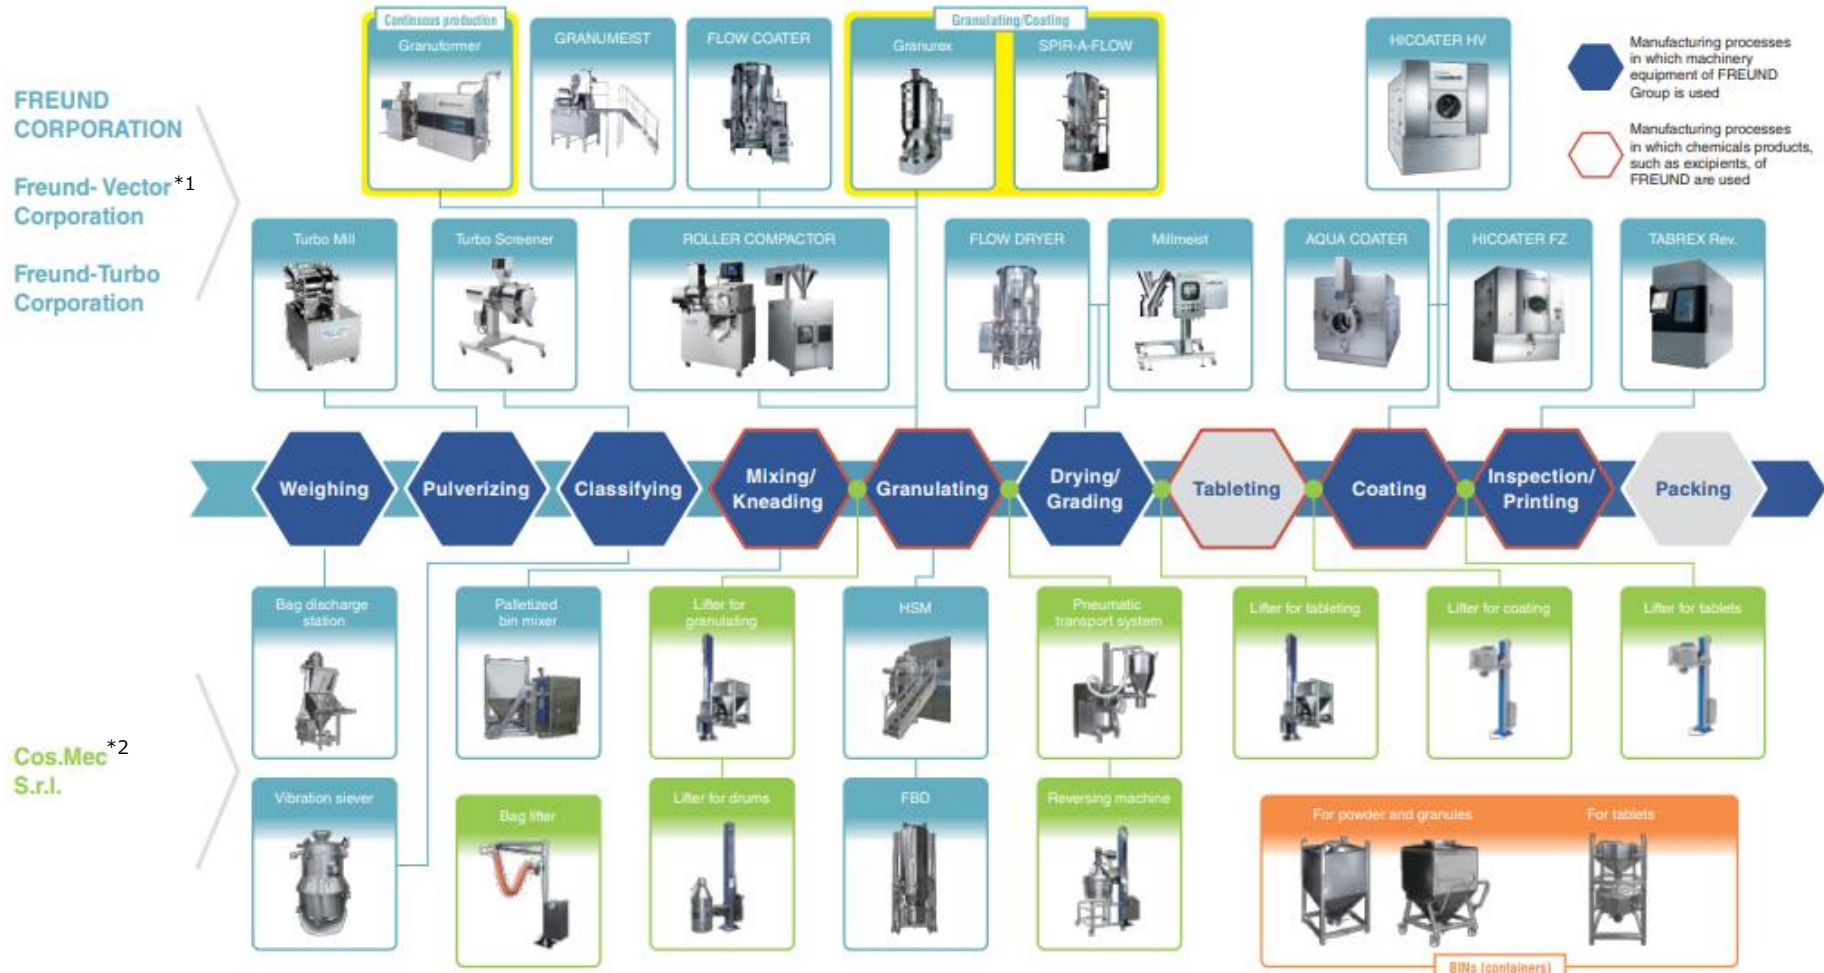 Continuous production
Granuformer
GRANUMEIST
FLOW COATER
Granulating/Coating
Granurex
SPIR-A-FLOW
HICOATER HV
Manufacturing processes
in which machinery
equipment of FREUND
Group is used
Manufacturing processes
in which chemicals products,
such as excipients, of
FREUND are used
FREUND
CORPORATION
Freund- Vector*1
Corporation
Freund-Turbo
Corporation
Turbo Mill
Turbo Screener
ROLLER COMPACTOR
FLOW DRYER
Millmeist
AQUA COATER
HICOATER FZ
TABREX Rev.
Weighing
Pulverizing
Classifying
Mixing/
Kneading
Granulating
Drying/
Grading
Tableting
Coating
Inspection/
Printing
Packing
Cos.Mec*2
S.r.l.
Bag discharge
station
Palletized
bin mixer
Lifter for
granulating
HSM
Pneumatic
transport system
Lifter for tableting
Lifter for coating
Lifter for tablets
Vibration siever
Bag lifter
Lifter for drums
FBD
Reversing machine
For powder and granules
For tablets
BINs (containers)